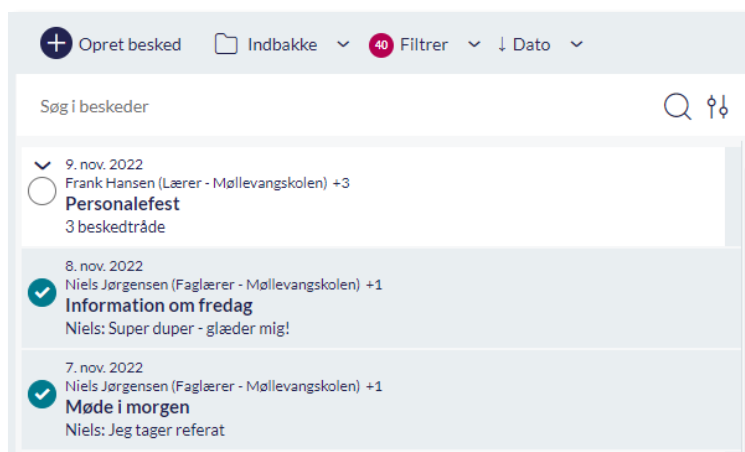 Opret besked Indbakke 40 Filtrer ↓ Dato
Søg i beskeder
9. nov. 2022
Frank Hansen (Lærer - Møllevangskolen) +3
Personalefest
3 beskedtråde
8. nov. 2022
Niels Jørgensen (Faglærer - Møllevangskolen) +1
Information om fredag
Niels: Super duper - glæder mig!
7. nov. 2022
Niels Jørgensen (Faglærer - Møllevangskolen) +1
Møde i morgen
Niels: Jeg tager referat